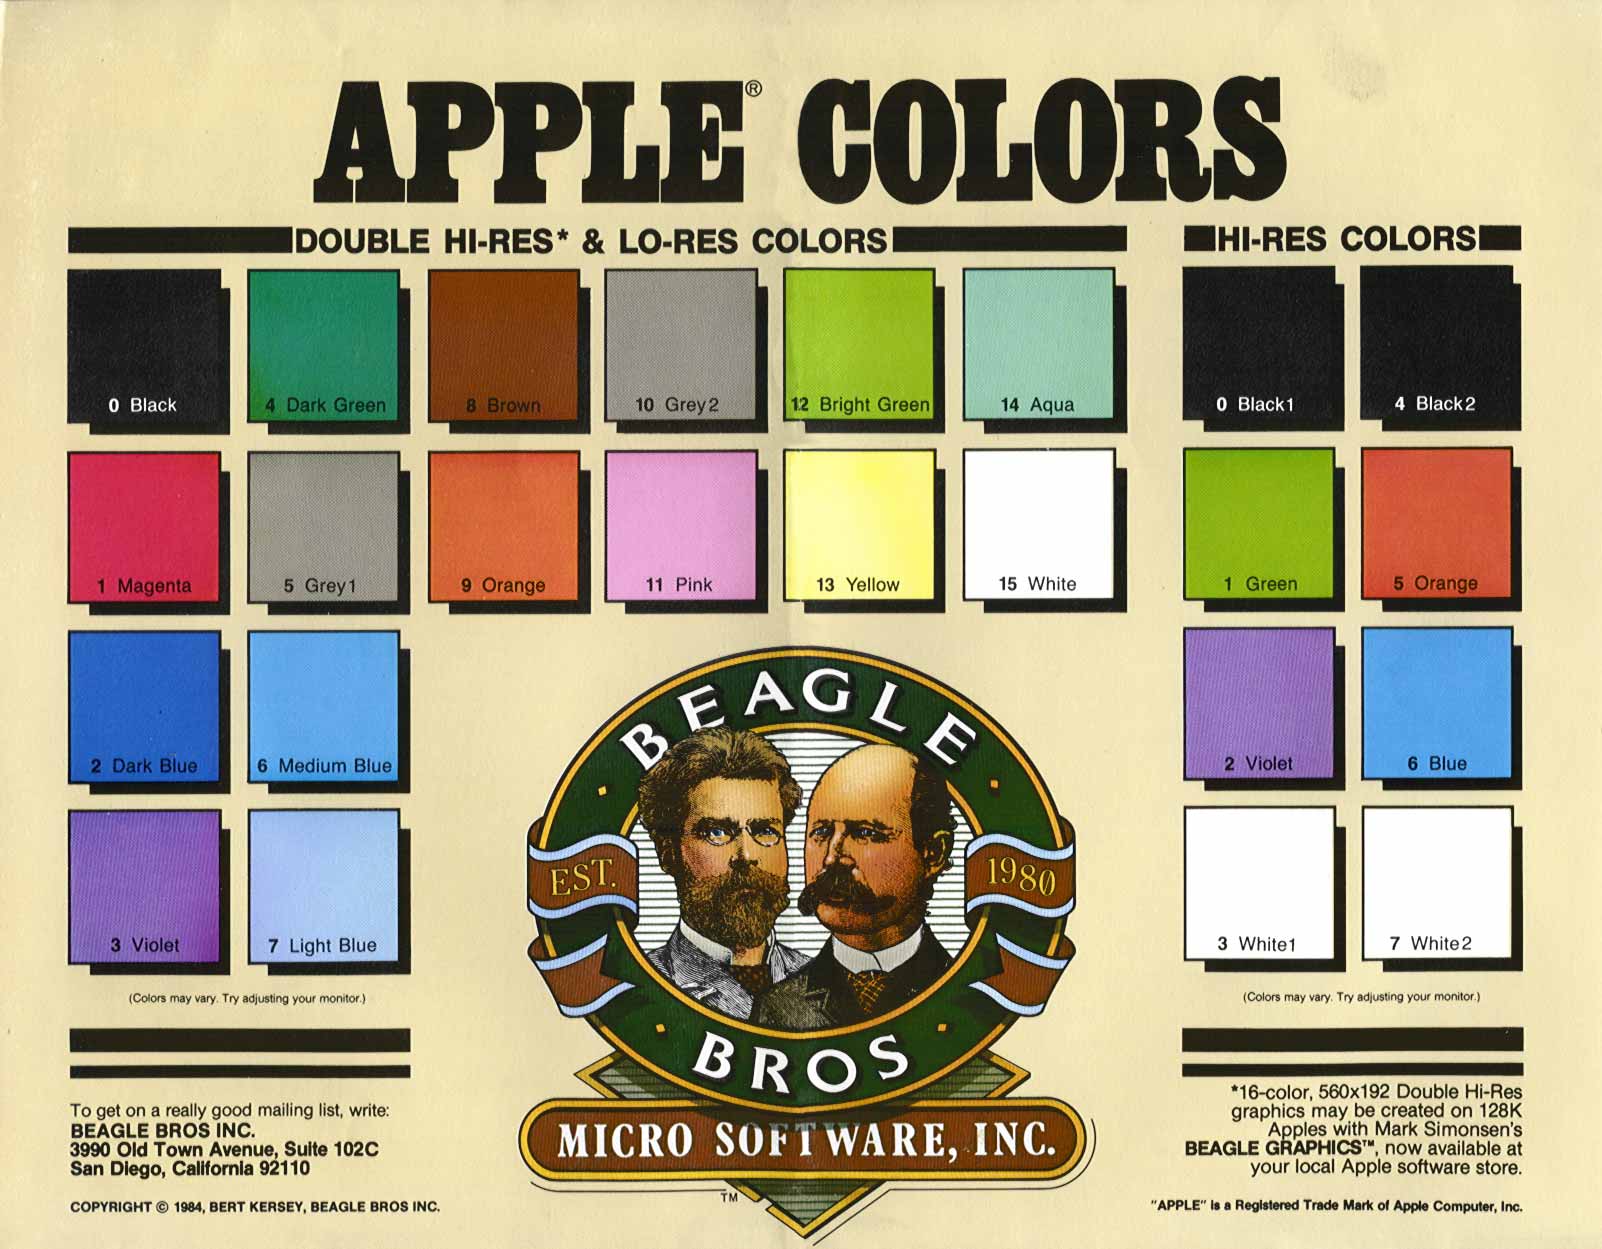 APPLE® COLORS
DOUBLE HI-RES* & LO-RES COLORS
0 Black
4 Dark Green
8 Brown
10 Grey2
12 Bright Green
14 Aqua
1 Magenta
5 Grey1
9 Orange
11 Pink
13 Yellow
15 White
2 Dark Blue
6 Medium Blue
3 Violet
7 Light Blue
(Colors may vary. Try adjusting your monitor.)
HI-RES COLORS
0 Black1
4 Black2
1 Green
5 Orange
2 Violet
6 Blue
3 White1
7 White2
(Colors may vary. Try adjusting your monitor.)
BEAGLE
EST.
1980
BROS
MICRO SOFTWARE, INC.
TM
To get on a really good mailing list, write:
BEAGLE BROS INC.
3990 Old Town Avenue, Suite 102C
San Diego, California 92110
COPYRIGHT © 1984, BERT KERSEY, BEAGLE BROS INC.
*16-color, 560x192 Double Hi-Res
graphics may be created on 128K
Apples with Mark Simonsen's
BEAGLE GRAPHICS™, now available at
your local Apple software store.
"APPLE" is a Registered Trade Mark of Apple Computer, Inc.